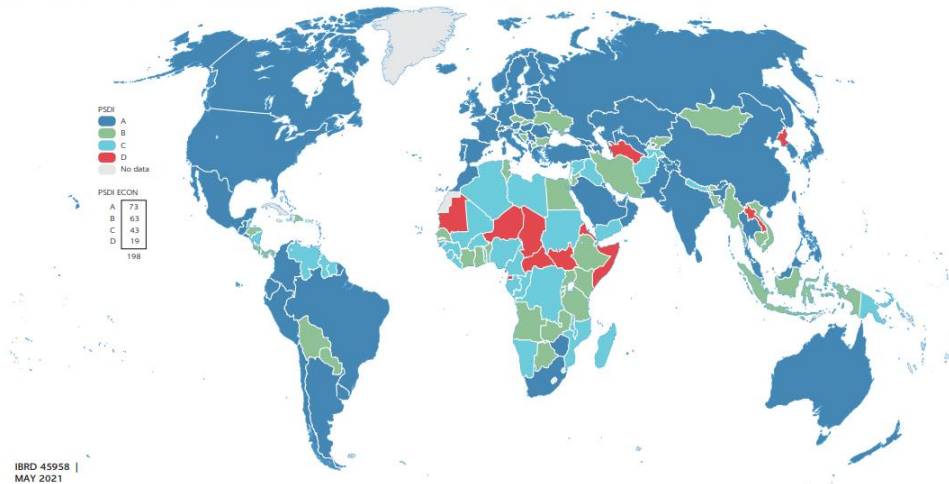 PSDI
A
B
C
D
No data
PSDI ECON
A 73
B 63
C 43
D 19
198
IBRD 45958 |
MAY 2021